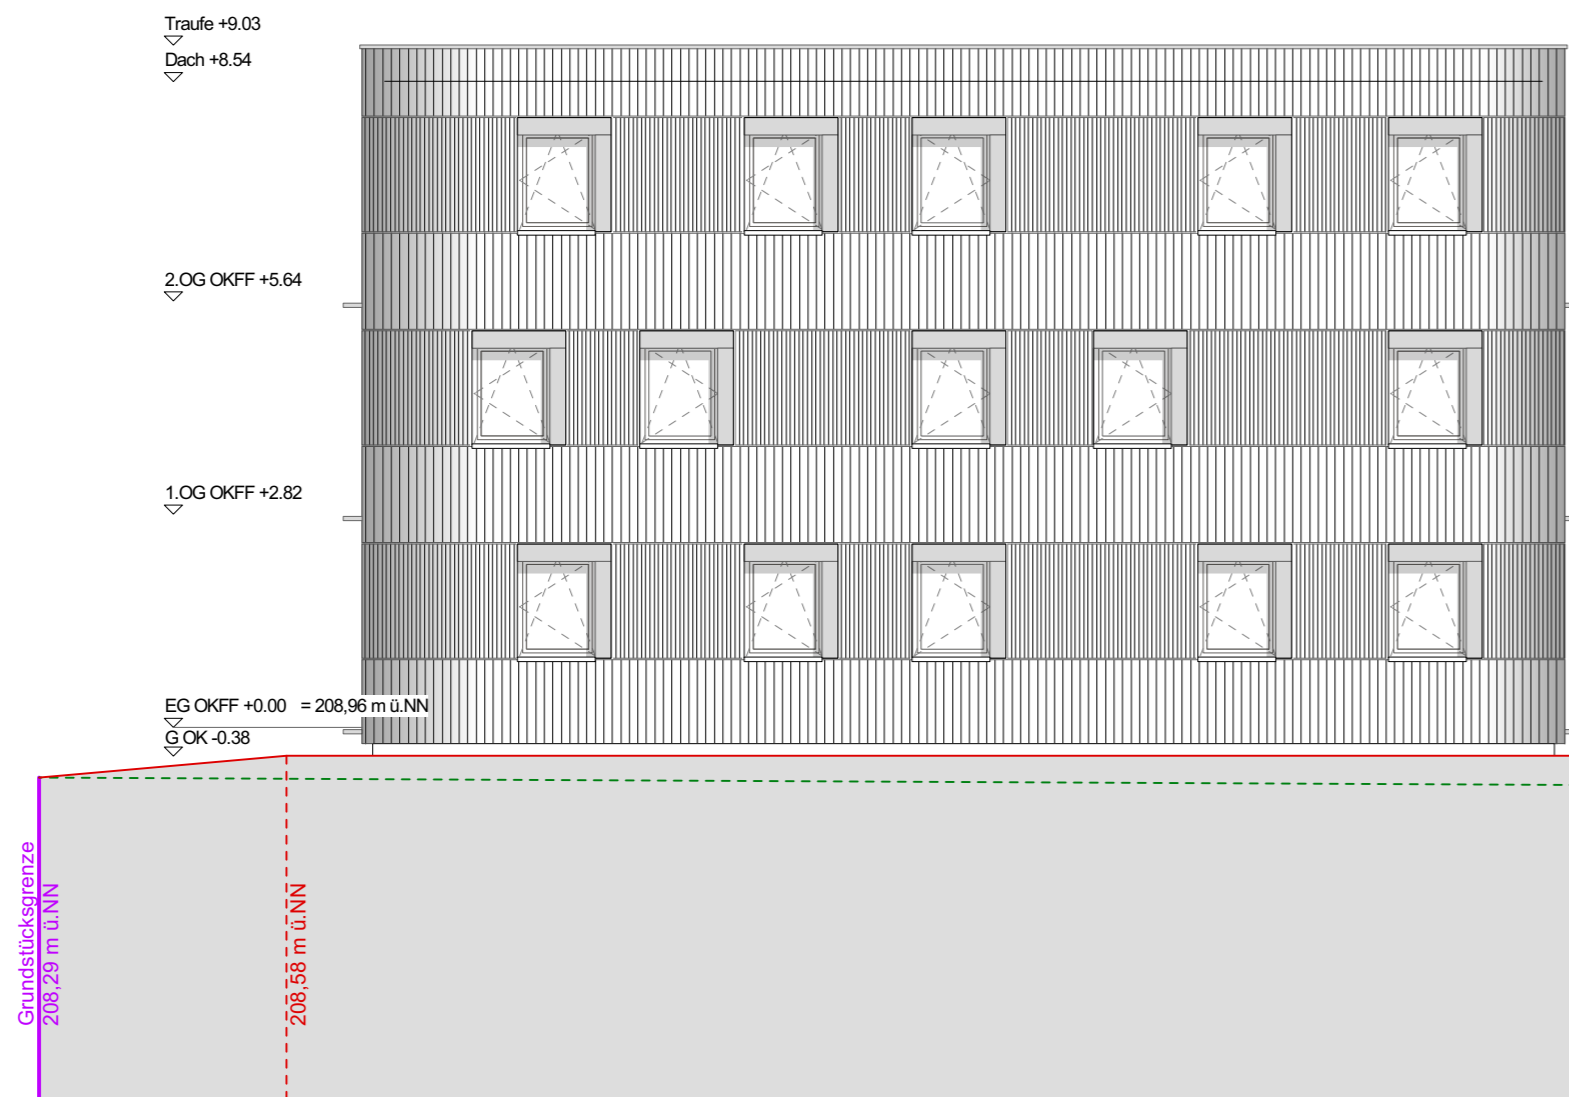 Traufe +9.03
Dach +8.54
2.OG OKFF +5.64
1.OG OKFF +2.82
EG OKFF +0.00 = 208,96 m ü.NN
G OK -0.38
Grundstücksgrenze
208,29 m ü.NN
208,58 m ü.NN